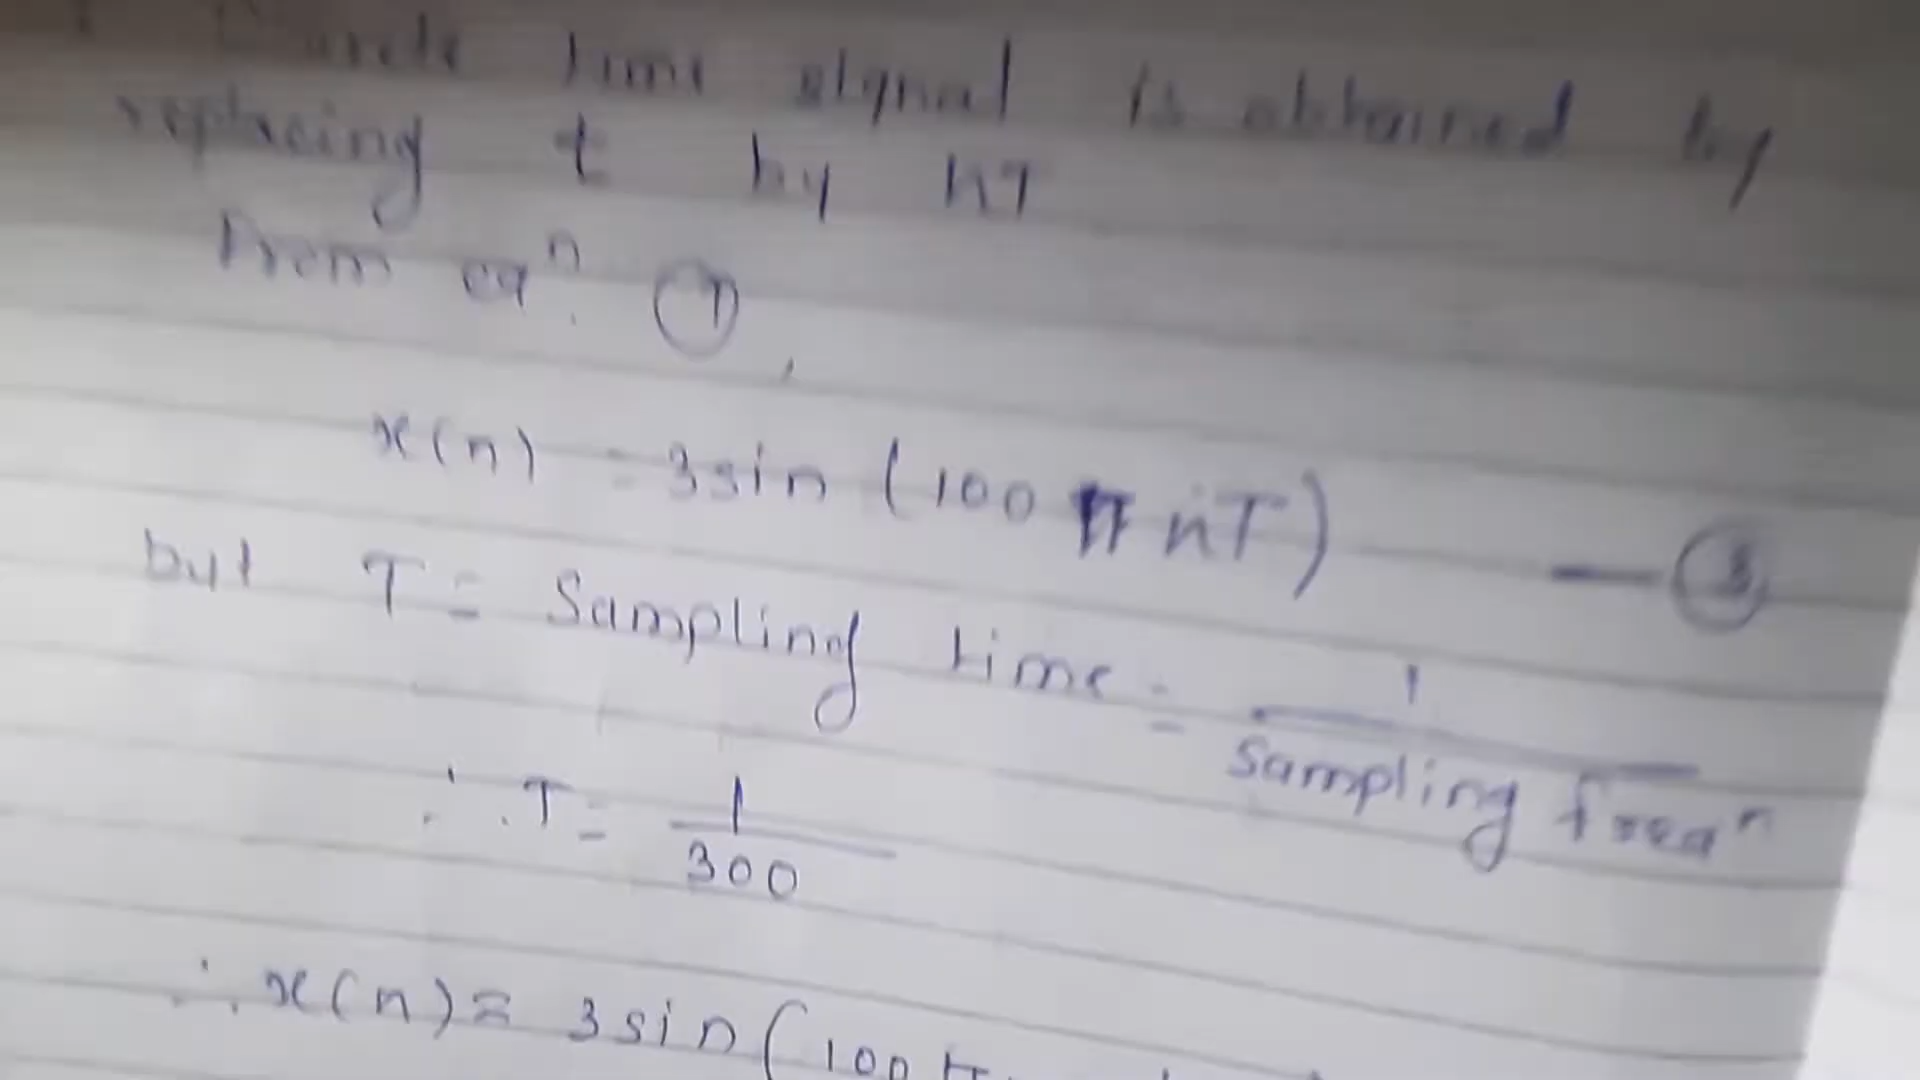 time signal is obtained by
replacing t by nT
From eqⁿ. ①,
x(n) = 3sin (100 π nT) — ③
but T = Sampling time = 1 / Sampling freqⁿ
∴ T = 1 / 300
∴ x(n) = 3 sin (100 π